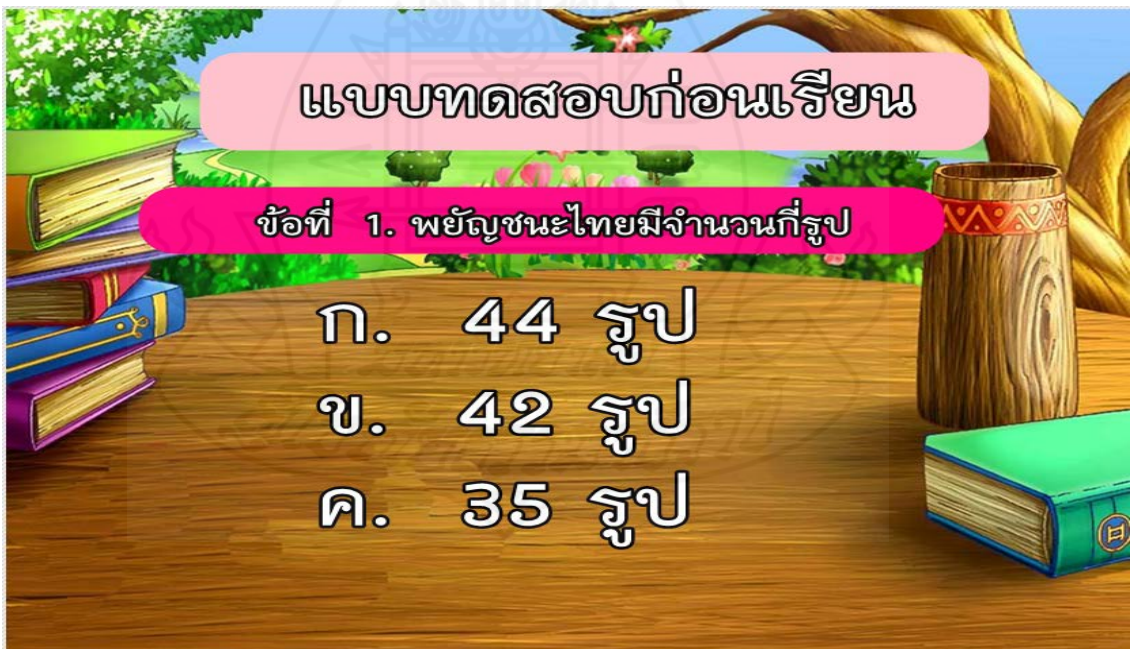 แบบทดสอบก่อนเรียน
ข้อที่ 1. พยัญชนะไทยมีจำนวนกี่รูป
ก. 44 รูป
ข. 42 รูป
ค. 35 รูป